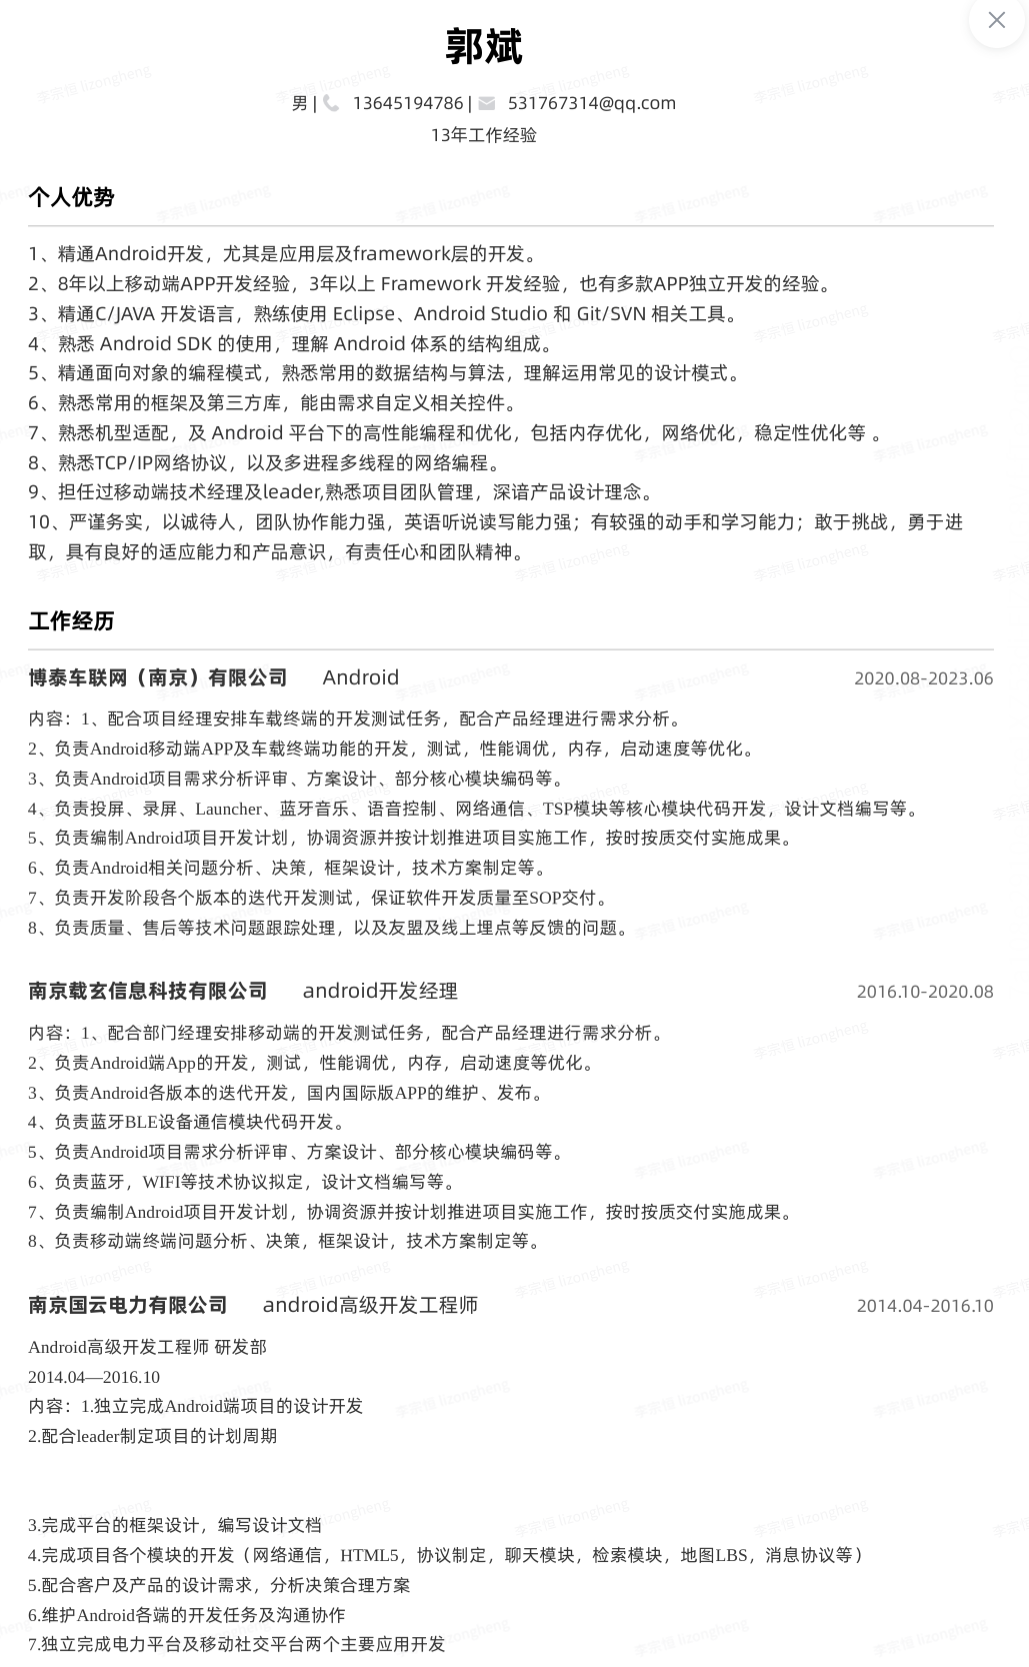 郭斌
男 | 13645194786 | 531767314@qq.com
13年工作经验
个人优势
1、精通Android开发，尤其是应用层及framework层的开发。
2、8年以上移动端APP开发经验，3年以上 Framework 开发经验，也有多款APP独立开发的经验。
3、精通C/JAVA 开发语言，熟练使用 Eclipse、Android Studio 和 Git/SVN 相关工具。
4、熟悉 Android SDK 的使用，理解 Android 体系的结构组成。
5、精通面向对象的编程模式，熟悉常用的数据结构与算法，理解运用常见的设计模式。
6、熟悉常用的框架及第三方库，能由需求自定义相关控件。
7、熟悉机型适配，及 Android 平台下的高性能编程和优化，包括内存优化，网络优化，稳定性优化等 。
8、熟悉TCP/IP网络协议，以及多进程多线程的网络编程。
9、担任过移动端技术经理及leader,熟悉项目团队管理，深谙产品设计理念。
10、严谨务实，以诚待人，团队协作能力强，英语听说读写能力强；有较强的动手和学习能力；敢于挑战，勇于进
取，具有良好的适应能力和产品意识，有责任心和团队精神。
工作经历
博泰车联网（南京）有限公司 Android 2020.08-2023.06
内容：1、配合项目经理安排车载终端的开发测试任务，配合产品经理进行需求分析。
2、负责Android移动端APP及车载终端功能的开发，测试，性能调优，内存，启动速度等优化。
3、负责Android项目需求分析评审、方案设计、部分核心模块编码等。
4、负责投屏、录屏、Launcher、蓝牙音乐、语音控制、网络通信、TSP模块等核心模块代码开发，设计文档编写等。
5、负责编制Android项目开发计划，协调资源并按计划推进项目实施工作，按时按质交付实施成果。
6、负责Android相关问题分析、决策，框架设计，技术方案制定等。
7、负责开发阶段各个版本的迭代开发测试，保证软件开发质量至SOP交付。
8、负责质量、售后等技术问题跟踪处理，以及友盟及线上埋点等反馈的问题。
南京载玄信息科技有限公司 android开发经理 2016.10-2020.08
内容：1、配合部门经理安排移动端的开发测试任务，配合产品经理进行需求分析。
2、负责Android端App的开发，测试，性能调优，内存，启动速度等优化。
3、负责Android各版本的迭代开发，国内国际版APP的维护、发布。
4、负责蓝牙BLE设备通信模块代码开发。
5、负责Android项目需求分析评审、方案设计、部分核心模块编码等。
6、负责蓝牙，WIFI等技术协议拟定，设计文档编写等。
7、负责编制Android项目开发计划，协调资源并按计划推进项目实施工作，按时按质交付实施成果。
8、负责移动端终端问题分析、决策，框架设计，技术方案制定等。
南京国云电力有限公司 android高级开发工程师 2014.04-2016.10
Android高级开发工程师 研发部
2014.04—2016.10
内容：1.独立完成Android端项目的设计开发
2.配合leader制定项目的计划周期
3.完成平台的框架设计，编写设计文档
4.完成项目各个模块的开发（网络通信，HTML5，协议制定，聊天模块，检索模块，地图LBS，消息协议等）
5.配合客户及产品的设计需求，分析决策合理方案
6.维护Android各端的开发任务及沟通协作
7.独立完成电力平台及移动社交平台两个主要应用开发
李宗恒 lizongheng